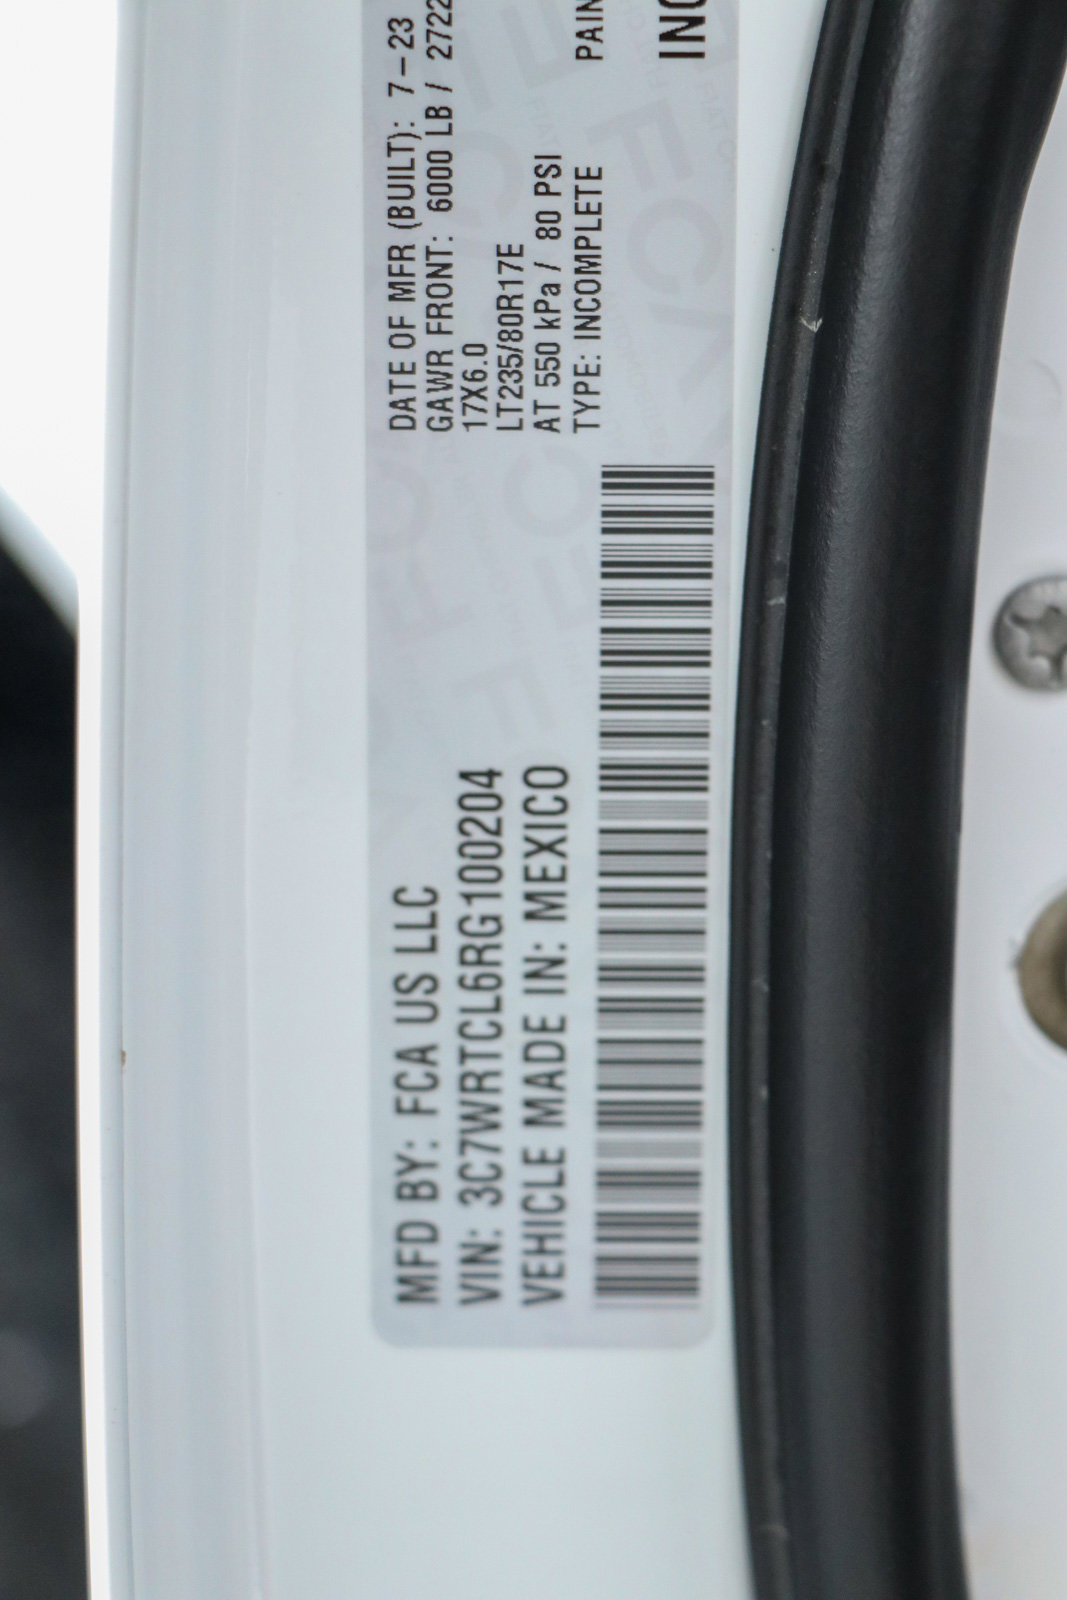 MFD BY: FCA US LLC
VIN: 3C7WRTCL6RG100204
VEHICLE MADE IN: MEXICO
DATE OF MFR (BUILT): 7-23
GAWR FRONT: 6000 LB / 2722
17X6.0
LT235/80R17E
AT 550 kPa / 80 PSI
TYPE: INCOMPLETE